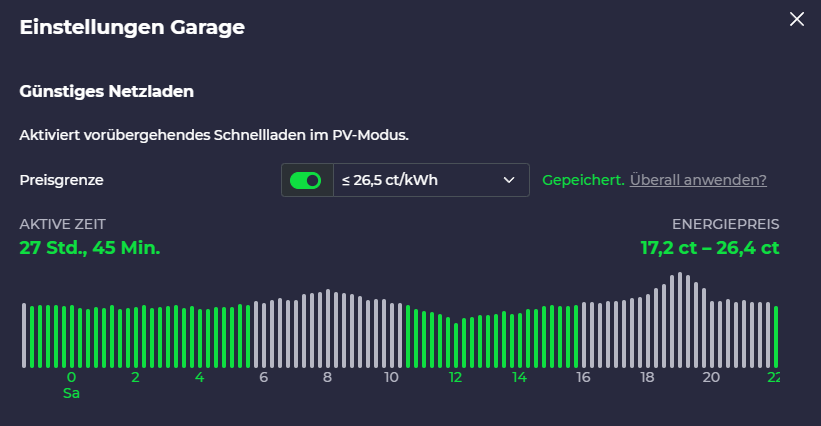 Einstellungen Garage
Günstiges Netzladen
Aktiviert vorübergehendes Schnellladen im PV-Modus.
Preisgrenze ≤ 26,5 ct/kWh Gepeichert. Überall anwenden?
AKTIVE ZEIT ENERGIEPREIS
27 Std., 45 Min. 17,2 ct – 26,4 ct
0 2 4 6 8 10 12 14 16 18 20 22
Sa